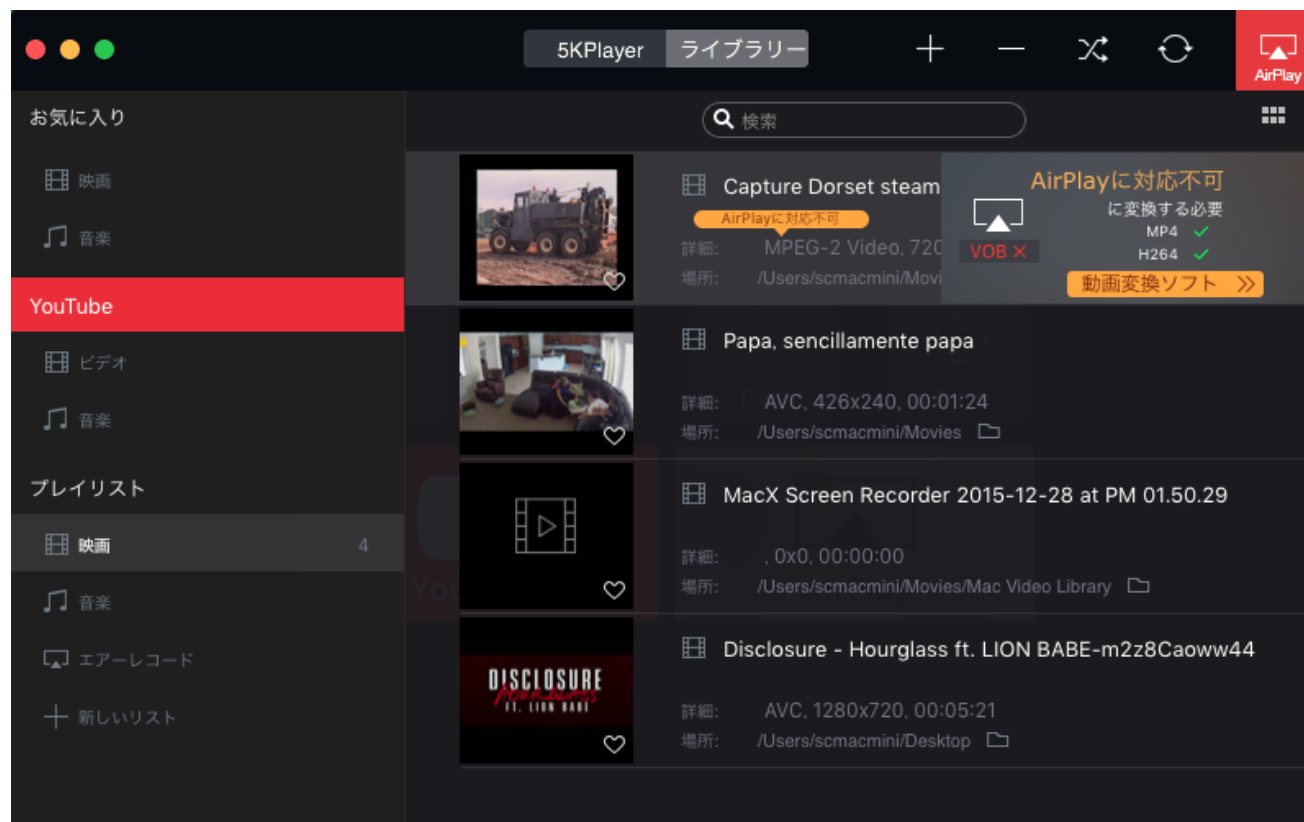 5KPlayer ライブラリー
AirPlay
お気に入り
検索
映画
音楽
YouTube
ビデオ
音楽
プレイリスト
映画 4
音楽
エアーレコード
新しいリスト
Capture Dorset steam
AirPlayに対応不可
詳細: MPEG-2 Video, 720
場所: /Users/scmacmini/Movi
AirPlayに対応不可
に変換する必要
MP4
VOB
H264
動画変換ソフト
Papa, sencillamente papa
詳細: AVC, 426x240, 00:01:24
場所: /Users/scmacmini/Movies
MacX Screen Recorder 2015-12-28 at PM 01.50.29
詳細: , 0x0, 00:00:00
場所: /Users/scmacmini/Movies/Mac Video Library
DISCLOSURE
HOURGLASS
FT. LION BABE
Disclosure - Hourglass ft. LION BABE-m2z8Caoww44
詳細: AVC, 1280x720, 00:05:21
場所: /Users/scmacmini/Desktop